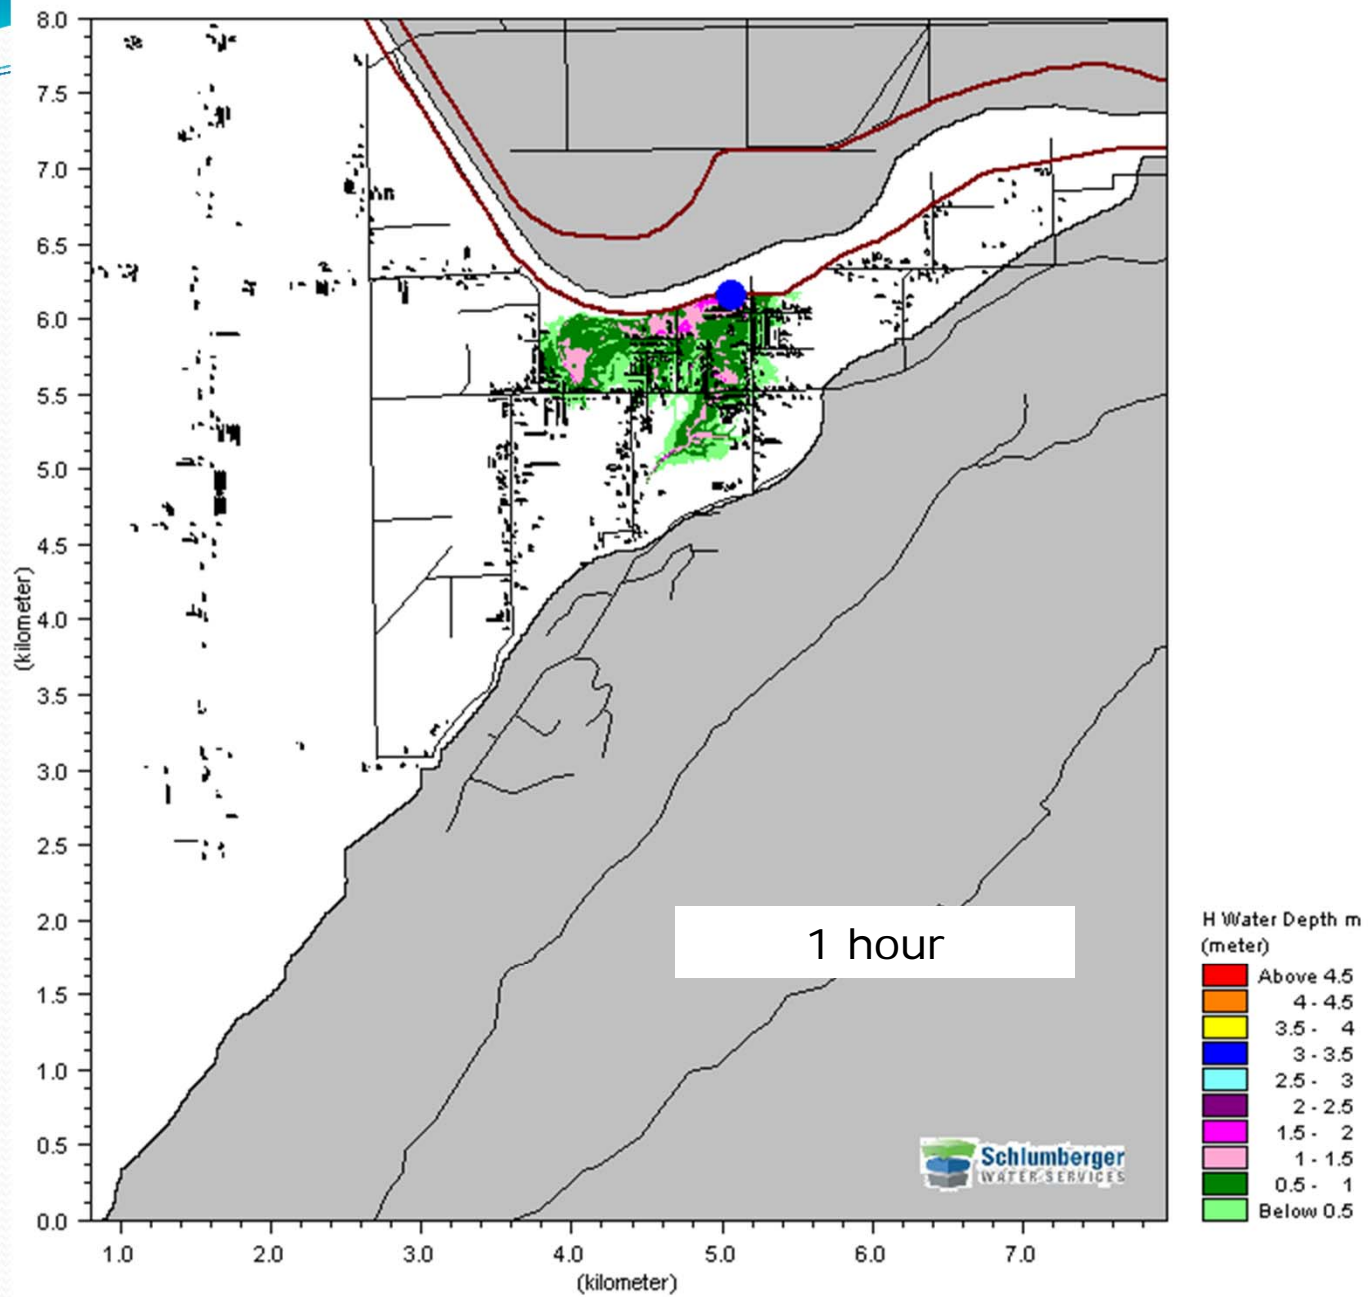 8.0
7.5
7.0
6.5
6.0
5.5
5.0
4.5
4.0
3.5
3.0
2.5
2.0
1.5
1.0
0.5
0.0
(kilometer)
1.0 2.0 3.0 4.0 5.0 6.0 7.0
(kilometer)
1 hour
Schlumberger
WATER SERVICES
H Water Depth m
(meter)
Above 4.5
4 - 4.5
3.5 - 4
3 - 3.5
2.5 - 3
2 - 2.5
1.5 - 2
1 - 1.5
0.5 - 1
Below 0.5